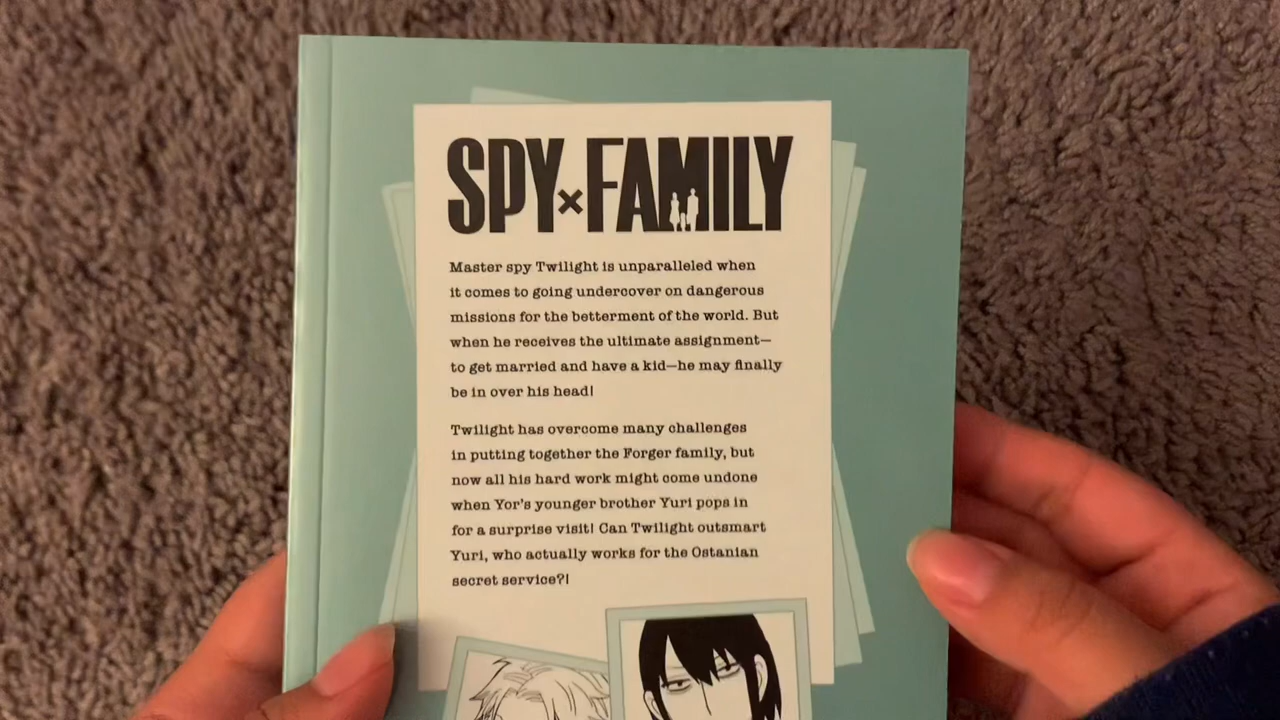 SPY×FAMILY
Master spy Twilight is unparalleled when
it comes to going undercover on dangerous
missions for the betterment of the world. But
when he receives the ultimate assignment—
to get married and have a kid—he may finally
be in over his head!
Twilight has overcome many challenges
in putting together the Forger family, but
now all his hard work might come undone
when Yor's younger brother Yuri pops in
for a surprise visit! Can Twilight outsmart
Yuri, who actually works for the Ostanian
secret service?!